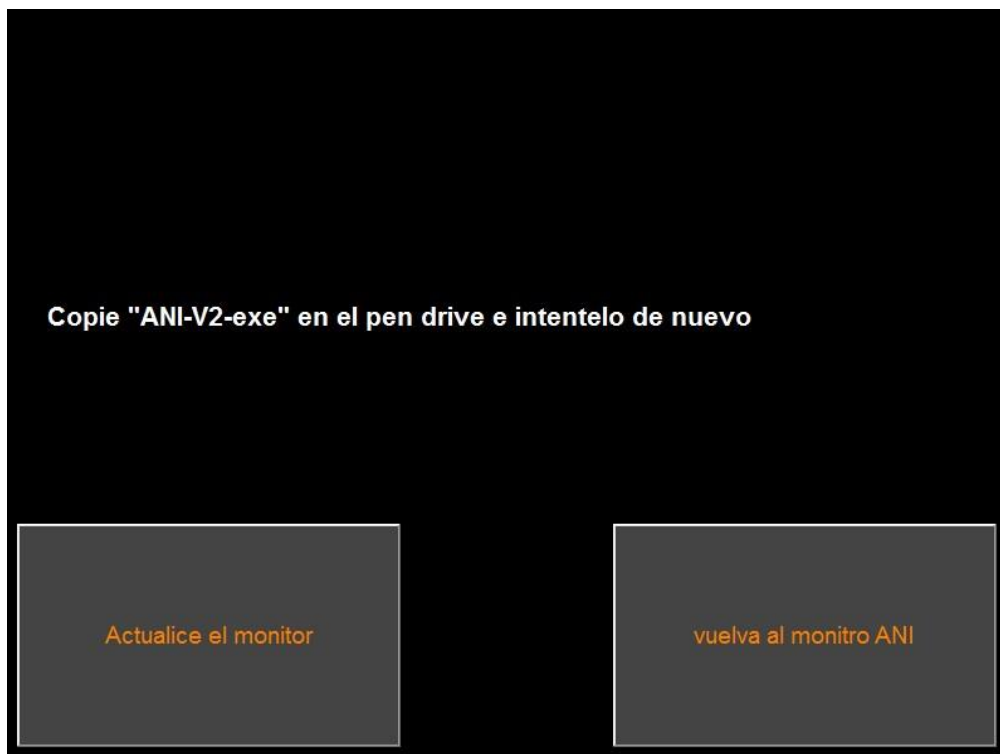 Copie "ANI-V2-exe" en el pen drive e intentelo de nuevo
Actualice el monitor
vuelva al monitro ANI